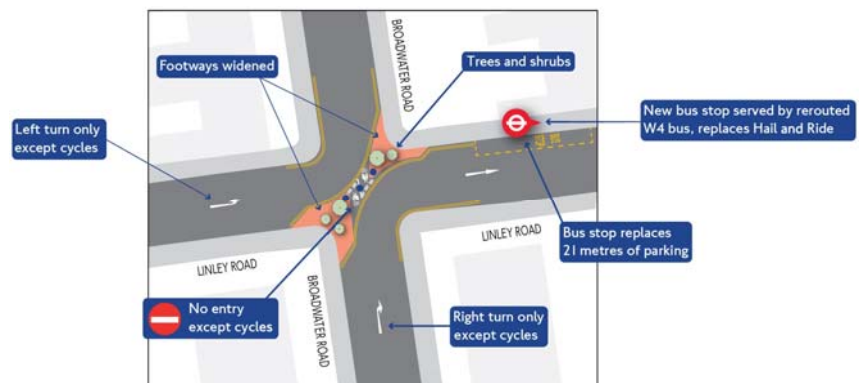 BROADWATER ROAD
Footways widened
Trees and shrubs
New bus stop served by rerouted
W4 bus, replaces Hail and Ride
Left turn only
except cycles
Bus stop replaces
21 metres of parking
LINLEY ROAD
LINLEY ROAD
BROADWATER ROAD
No entry
except cycles
Right turn only
except cycles